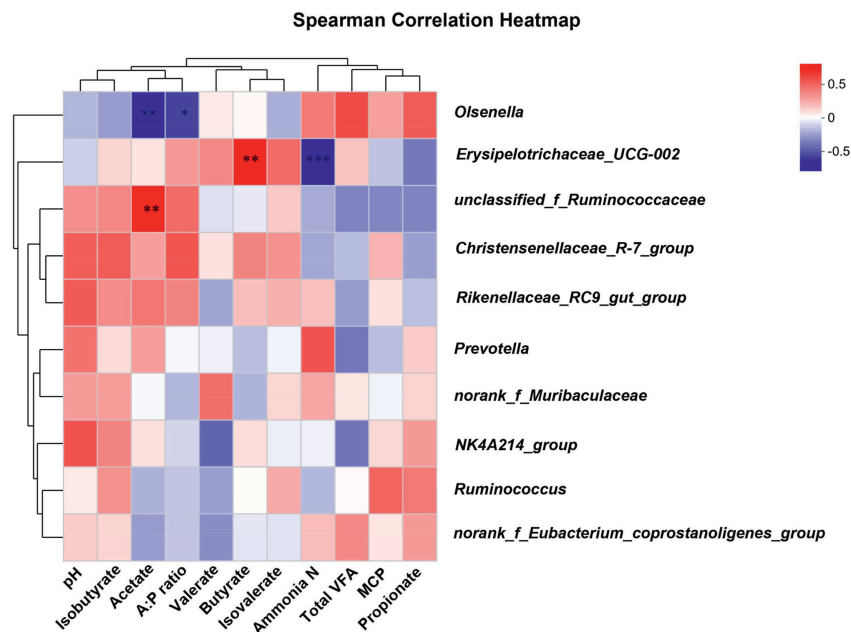 Spearman Correlation Heatmap
0.5
0
-0.5
** * Olsenella
** *** Erysipelotrichaceae_UCG-002
** unclassified_f_Ruminococcaceae
Christensenellaceae_R-7_group
Rikenellaceae_RC9_gut_group
Prevotella
norank_f_Muribaculaceae
NK4A214_group
Ruminococcus
norank_f_Eubacterium_coprostanoligenes_group
pH
Isobutyrate
Acetate
A:P ratio
Valerate
Butyrate
Isovalerate
Ammonia N
Total VFA
MCP
Propionate